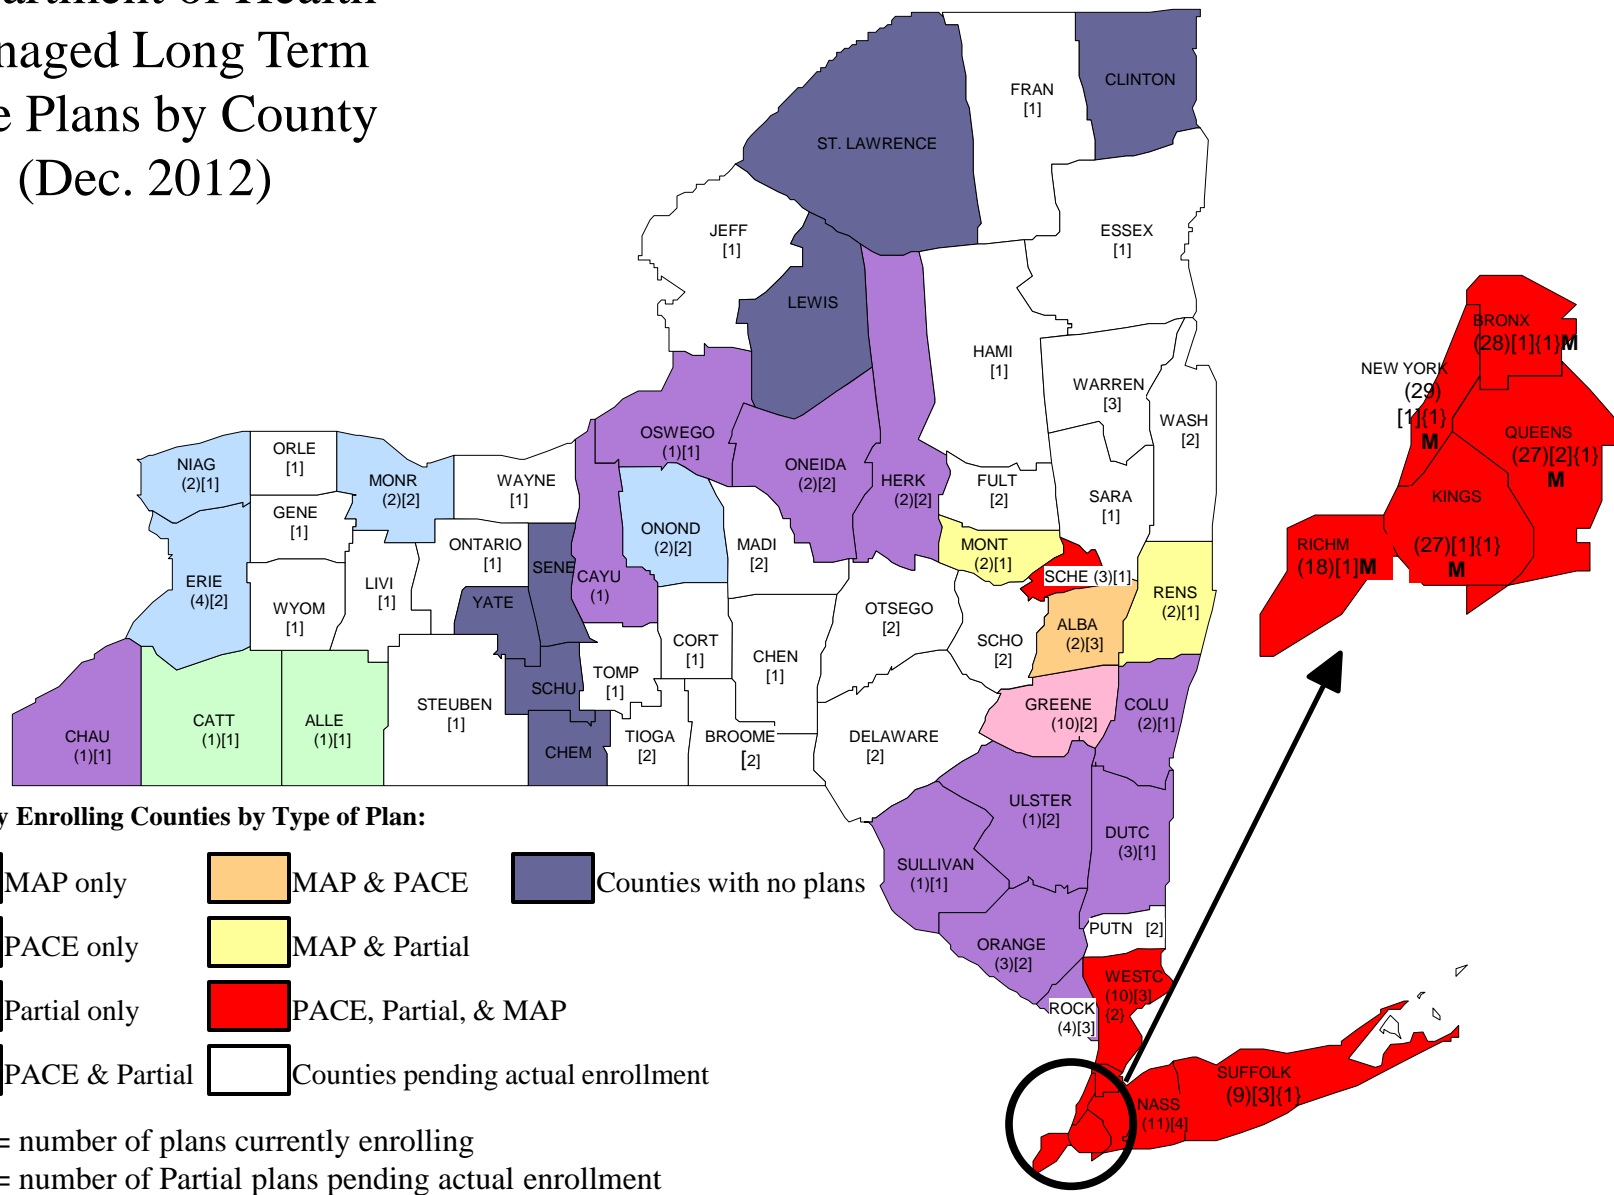 partment of Health
naged Long Term
e Plans by County
(Dec. 2012)
CLINTON
FRAN
[1]
ST. LAWRENCE
JEFF
[1]
ESSEX
[1]
LEWIS
HAMI
[1]
WARREN
[3]
WASH
[2]
BRONX
(28)[1]{1}M
NEW YORK
(29)
[1]{1}
M
QUEENS
(27)[2]{1}
M
KINGS
(27)[1]{1}
M
RICHM
(18)[1]M
OSWEGO
(1)[1]
ONEIDA
(2)[2]
HERK
(2)[2]
FULT
[2]
SARA
[1]
NIAG
(2)[1]
ORLE
[1]
MONR
(2)[2]
WAYNE
[1]
GENE
[1]
ONOND
(2)[2]
MADI
[2]
MONT
(2)[1]
SCHE (3)[1]
ONTARIO
[1]
SENE
CAYU
(1)
ERIE
(4)[2]
WYOM
[1]
LIVI
[1]
YATE
OTSEGO
[2]
SCHO
[2]
ALBA
(2)[3]
RENS
(2)[1]
CORT
[1]
CHEN
[1]
TOMP
[1]
SCHU
STEUBEN
[1]
CHAU
(1)[1]
CATT
(1)[1]
ALLE
(1)[1]
CHEM
TIOGA
[2]
BROOME
[2]
DELAWARE
[2]
GREENE
(10)[2]
COLU
(2)[1]
ULSTER
(1)[2]
DUTC
(3)[1]
SULLIVAN
(1)[1]
ORANGE
(3)[2]
PUTN [2]
WESTC
(10)[3]
{2}
ROCK
(4)[3]
SUFFOLK
(9)[3]{1}
NASS
(11)[4]
y Enrolling Counties by Type of Plan:
MAP only
MAP & PACE
Counties with no plans
PACE only
MAP & Partial
Partial only
PACE, Partial, & MAP
PACE & Partial
Counties pending actual enrollment
= number of plans currently enrolling
= number of Partial plans pending actual enrollment